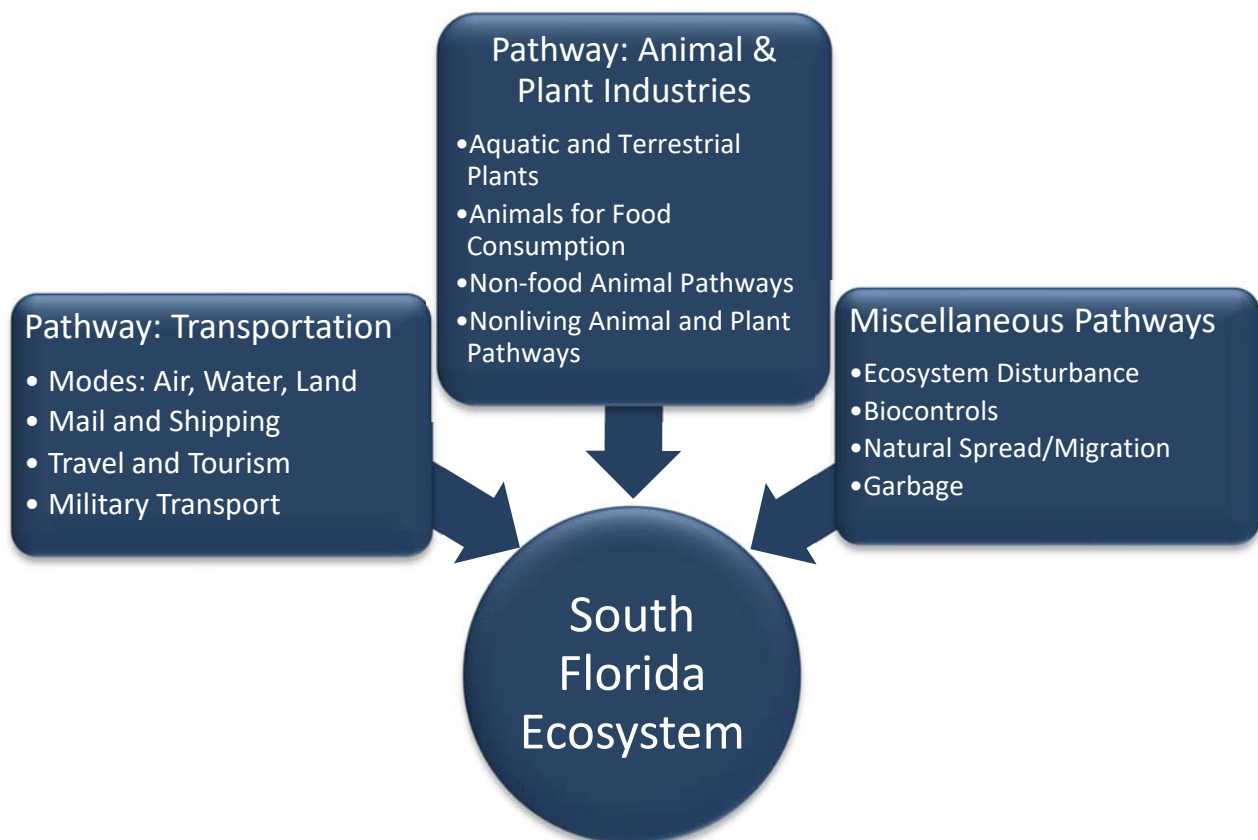 Pathway: Animal &
Plant Industries
•Aquatic and Terrestrial
Plants
•Animals for Food
Consumption
•Non-food Animal Pathways
•Nonliving Animal and Plant
Pathways
Pathway: Transportation
• Modes: Air, Water, Land
• Mail and Shipping
• Travel and Tourism
• Military Transport
Miscellaneous Pathways
•Ecosystem Disturbance
•Biocontrols
•Natural Spread/Migration
•Garbage
South
Florida
Ecosystem